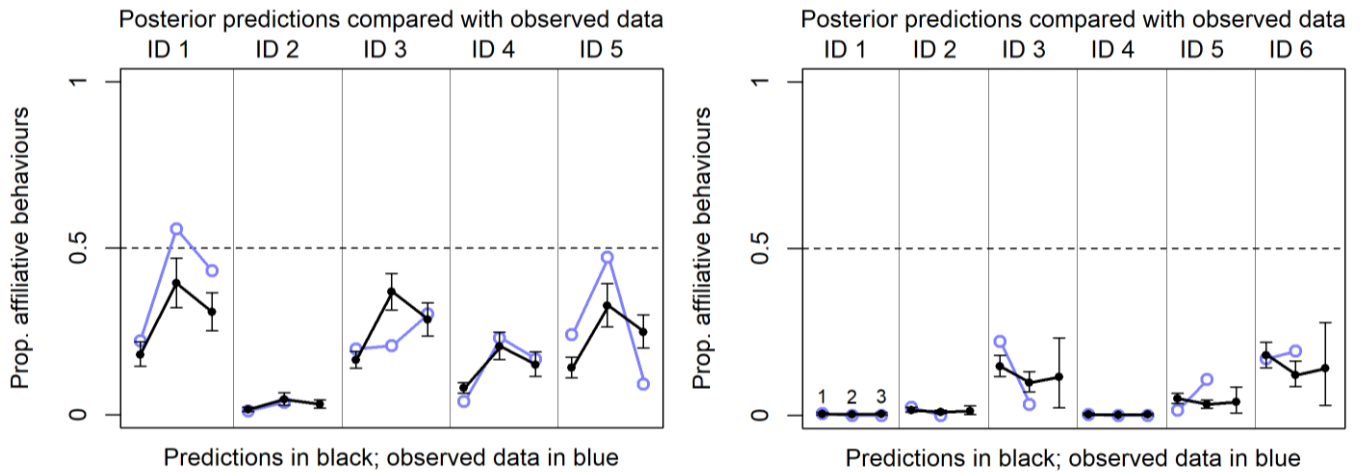 Posterior predictions compared with observed data
ID 1 ID 2 ID 3 ID 4 ID 5
Prop. affiliative behaviours
1
0.5
0
Predictions in black; observed data in blue
Posterior predictions compared with observed data
ID 1 ID 2 ID 3 ID 4 ID 5 ID 6
Prop. affiliative behaviours
1
0.5
0
1 2 3
Predictions in black; observed data in blue